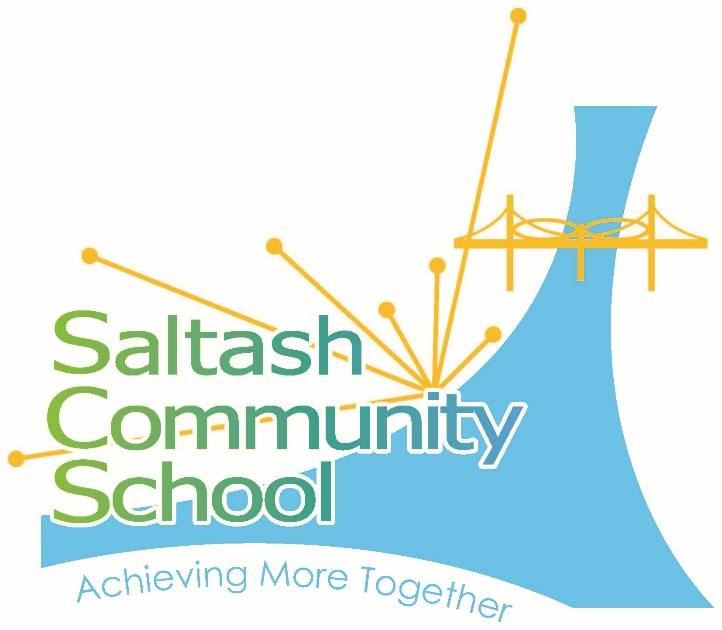 Saltash
Community
School
Achieving More Together